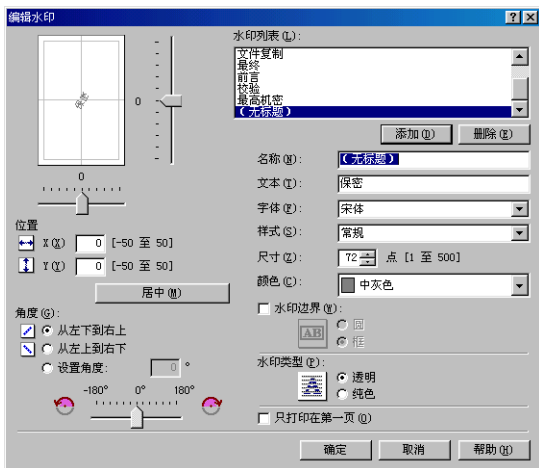 编辑水印
水印列表(L):
文件复制
最终
前言
校验
最高机密
(无标题)
添加(D) 删除(E)
名称(N): (无标题)
文本(T): 保密
字体(F): 宋体
样式(S): 常规
尺寸(Z): 72 点 [1 至 500]
颜色(C): 中灰色
水印边界(W):
AB 圆
框
水印类型(P):
A 透明
纯色
只打印在第一页(O)
保密
0
0
位置
X(X) 0 [-50 至 50]
Y(Y) 0 [-50 至 50]
居中(M)
角度(G):
从左下到右上
从左上到右下
设置角度: 0 °
-180° 0° 180°
确定 取消 帮助(H)